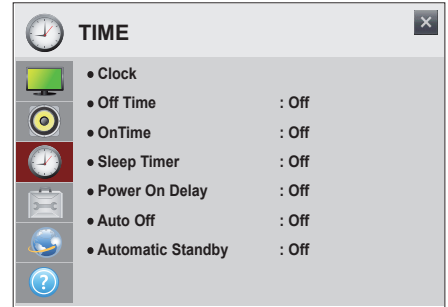 TIME
● Clock
● Off Time : Off
● OnTime : Off
● Sleep Timer : Off
● Power On Delay : Off
● Auto Off : Off
● Automatic Standby : Off
?